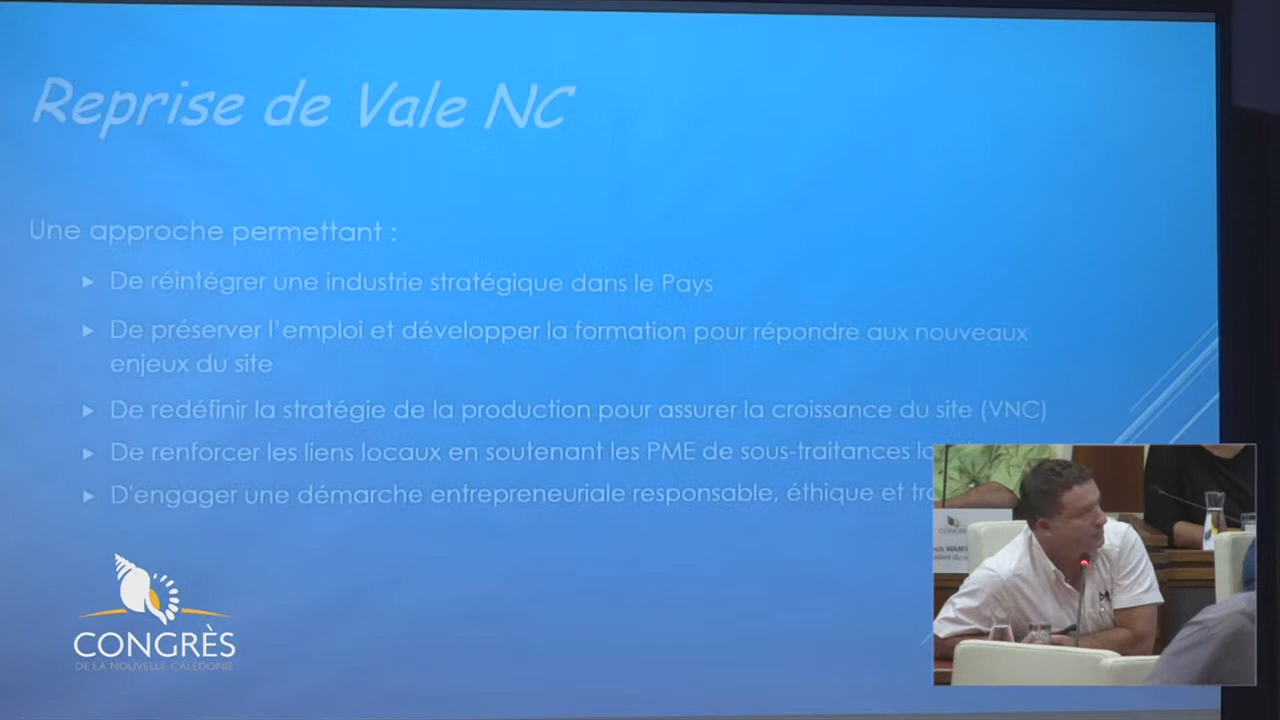 Reprise de Vale NC
Une approche permettant :
De réintégrer une industrie stratégique dans le Pays
De préserver l'emploi et développer la formation pour répondre aux nouveaux
enjeux du site
De redéfinir la stratégie de la production pour assurer la croissance du site (VNC)
De renforcer les liens locaux en soutenant les PME de sous-traitances
D'engager une démarche entrepreneuriale responsable, éthique et
CONGRÈS
DE LA NOUVELLE-CALÉDONIE